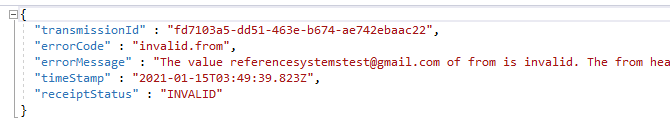 {
"transmissionId" : "fd7103a5-dd51-463e-b674-ae742ebaac22",
"errorCode" : "invalid.from",
"errorMessage" : "The value referencesystemstest@gmail.com of from is invalid. The from hea
"timeStamp" : "2021-01-15T03:49:39.823Z",
"receiptStatus" : "INVALID"
}